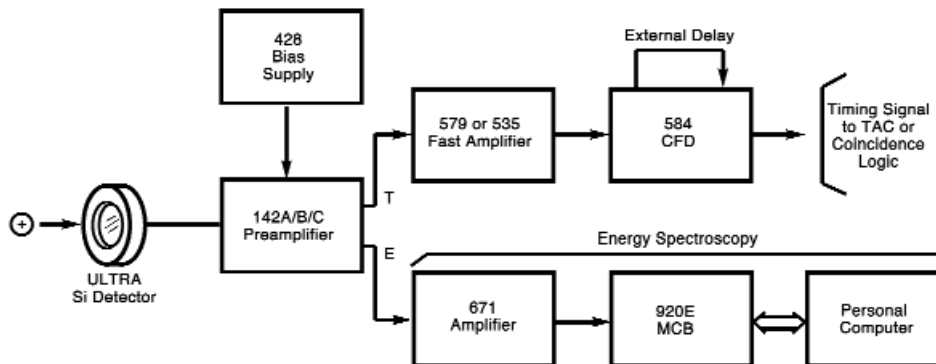 428
Bias
Supply
External Delay
579 or 535
Fast Amplifier
584
CFD
Timing Signal
to TAC or
Coincidence
Logic
142A/B/C
Preamplifier
T
E
+
ULTRA
Si Detector
Energy Spectroscopy
671
Amplifier
920E
MCB
Personal
Computer